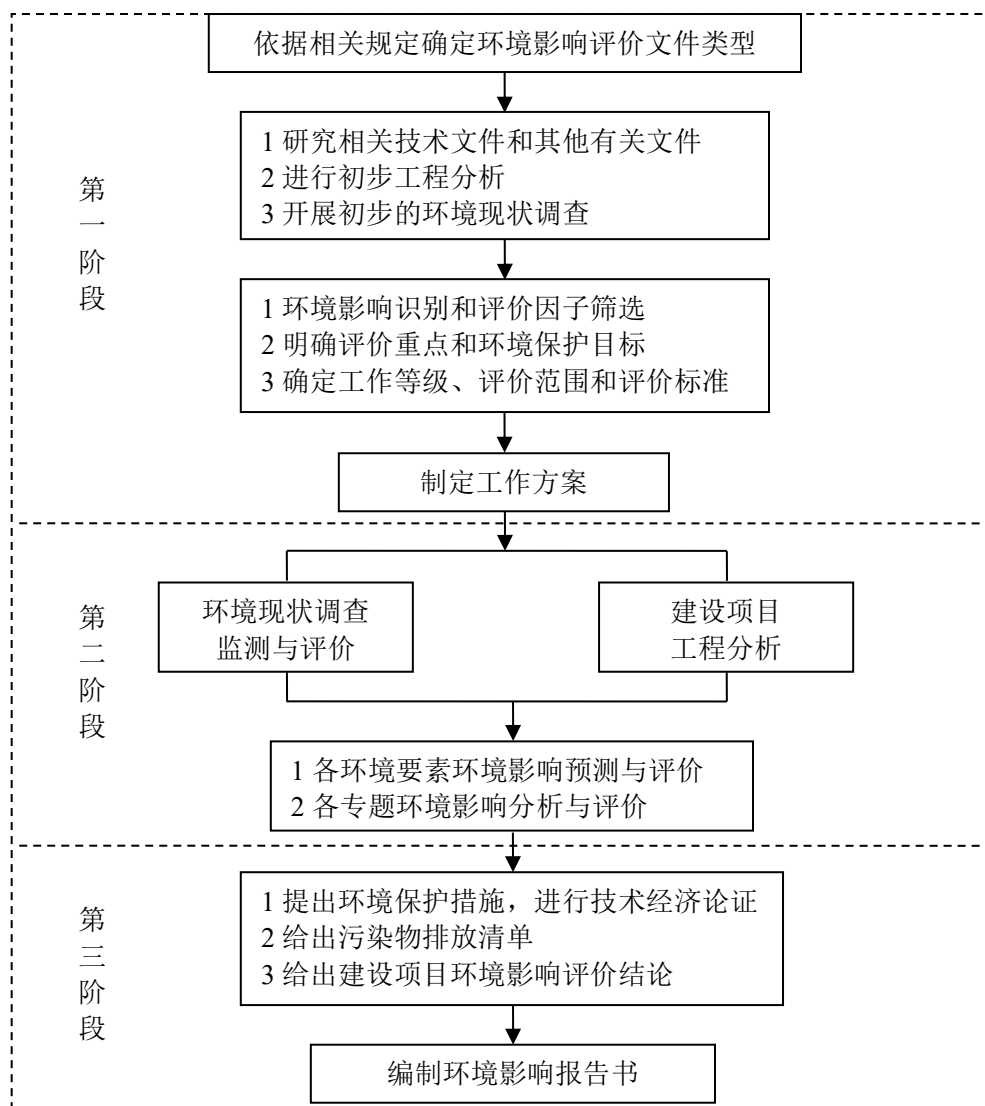 依据相关规定确定环境影响评价文件类型
第一阶段
1 研究相关技术文件和其他有关文件
2 进行初步工程分析
3 开展初步的环境现状调查
1 环境影响识别和评价因子筛选
2 明确评价重点和环境保护目标
3 确定工作等级、评价范围和评价标准
制定工作方案
第二阶段
环境现状调查
监测与评价
建设项目
工程分析
1 各环境要素环境影响预测与评价
2 各专题环境影响分析与评价
第三阶段
1 提出环境保护措施，进行技术经济论证
2 给出污染物排放清单
3 给出建设项目环境影响评价结论
编制环境影响报告书